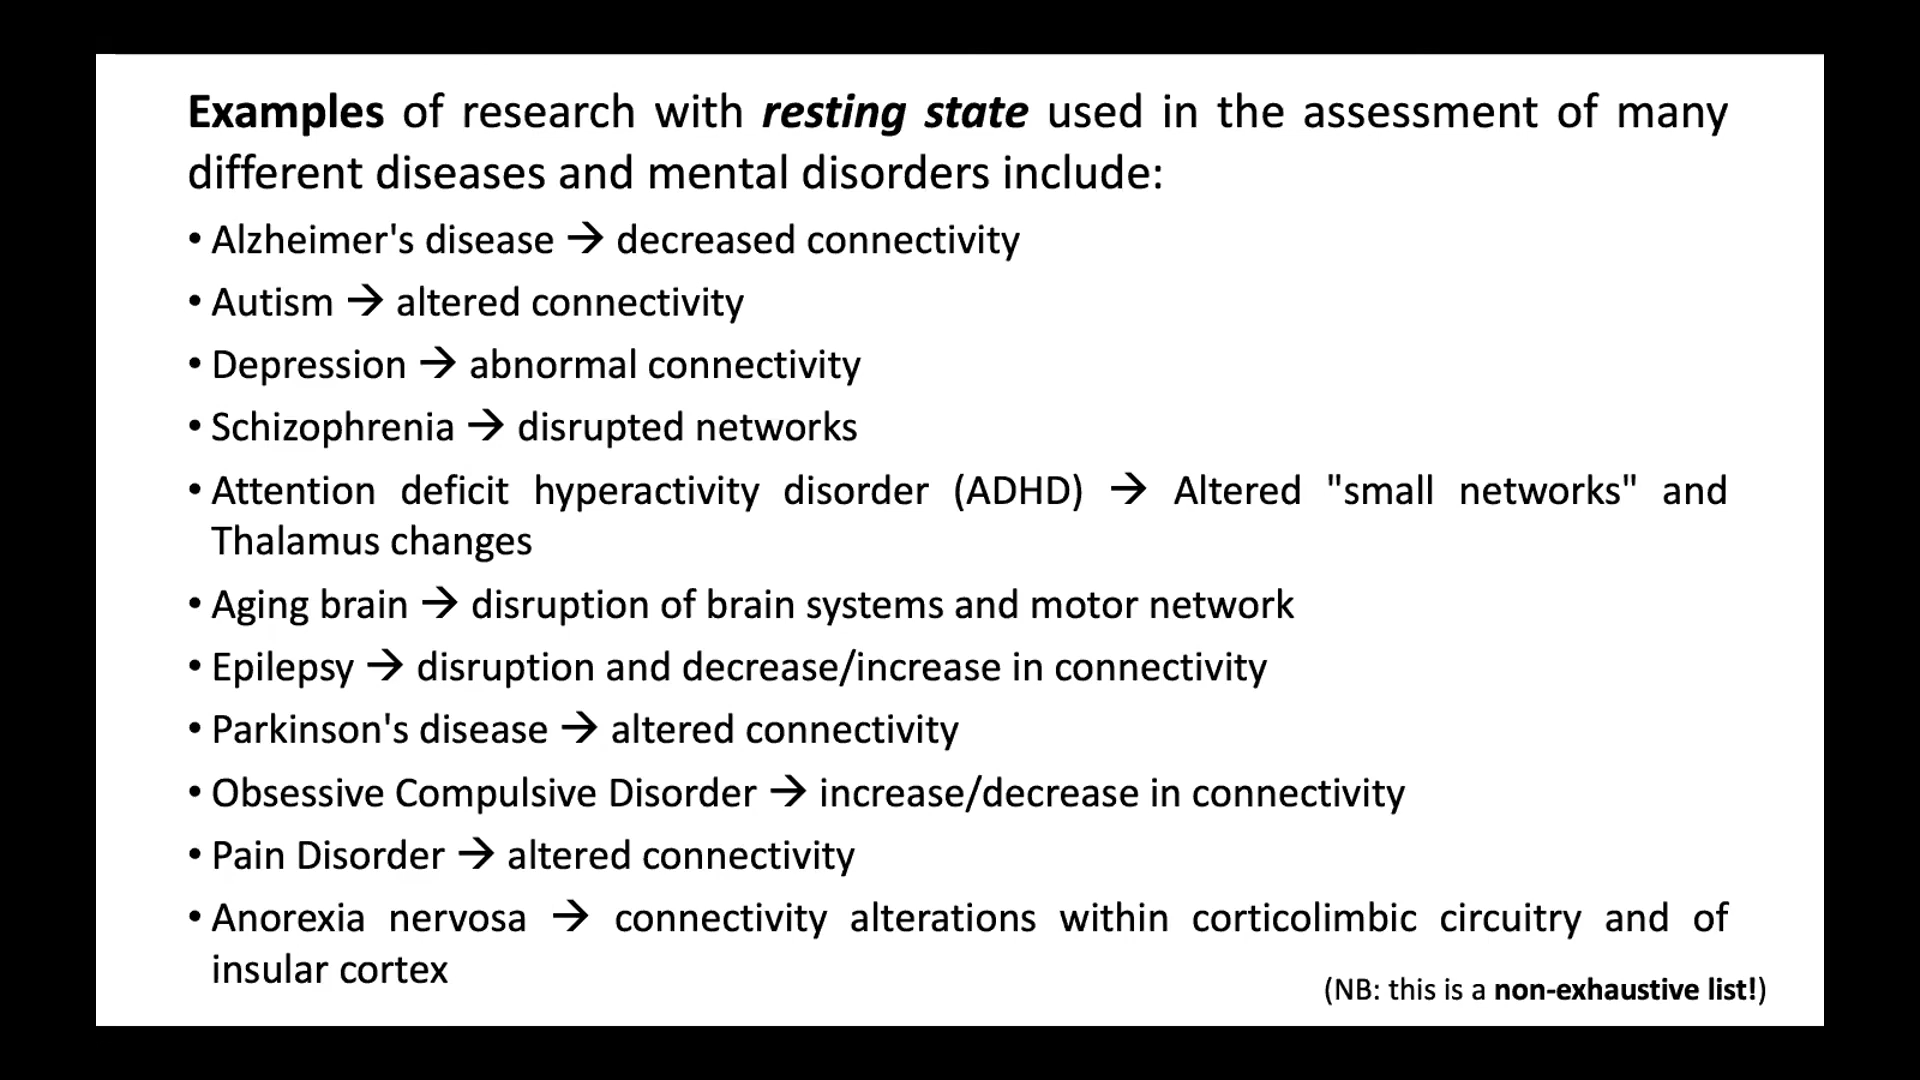 Examples of research with resting state used in the assessment of many
different diseases and mental disorders include:
• Alzheimer's disease → decreased connectivity
• Autism → altered connectivity
• Depression → abnormal connectivity
• Schizophrenia → disrupted networks
• Attention deficit hyperactivity disorder (ADHD) → Altered "small networks" and
Thalamus changes
• Aging brain → disruption of brain systems and motor network
• Epilepsy → disruption and decrease/increase in connectivity
• Parkinson's disease → altered connectivity
• Obsessive Compulsive Disorder → increase/decrease in connectivity
• Pain Disorder → altered connectivity
• Anorexia nervosa → connectivity alterations within corticolimbic circuitry and of
insular cortex
(NB: this is a non-exhaustive list!)